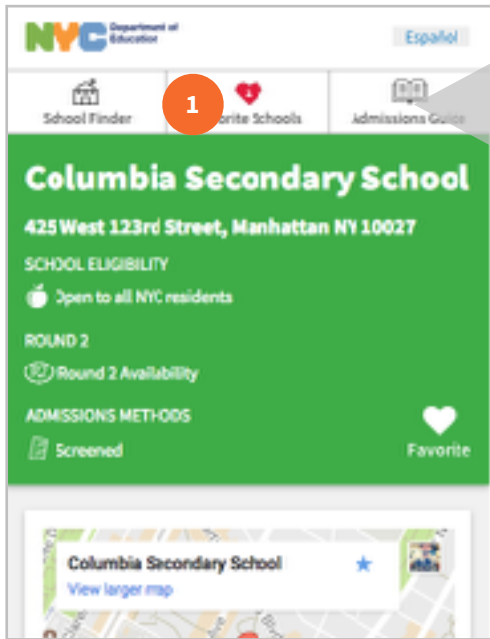 NYC Department of
Education
Español
School Finder
1
orite Schools
Admissions Guide
Columbia Secondary School
425 West 123rd Street, Manhattan NY 10027
SCHOOL ELIGIBILITY
Open to all NYC residents
ROUND 2
Round 2 Availability
ADMISSIONS METHODS
Screened
Favorite
Columbia Secondary School
View larger map